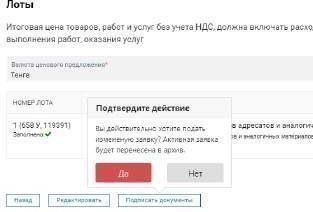 Лоты
Итоговая цена товаров, работ и услуг без учета НДС, должна включать расхо
выполнения работ, оказания услуг
Валюта ценового предложения*
Тенге
НОМЕР ЛОТА
1 (658 У, 119391)
Заполнено
Подтвердите действие
Вы действительно хотите подать
измененую заявку? Активная заявка
будет перенесена в архив.
Да Нет
в адресатов и аналогич
и аналогичных материалов
Назад Редактировать Подписать документы